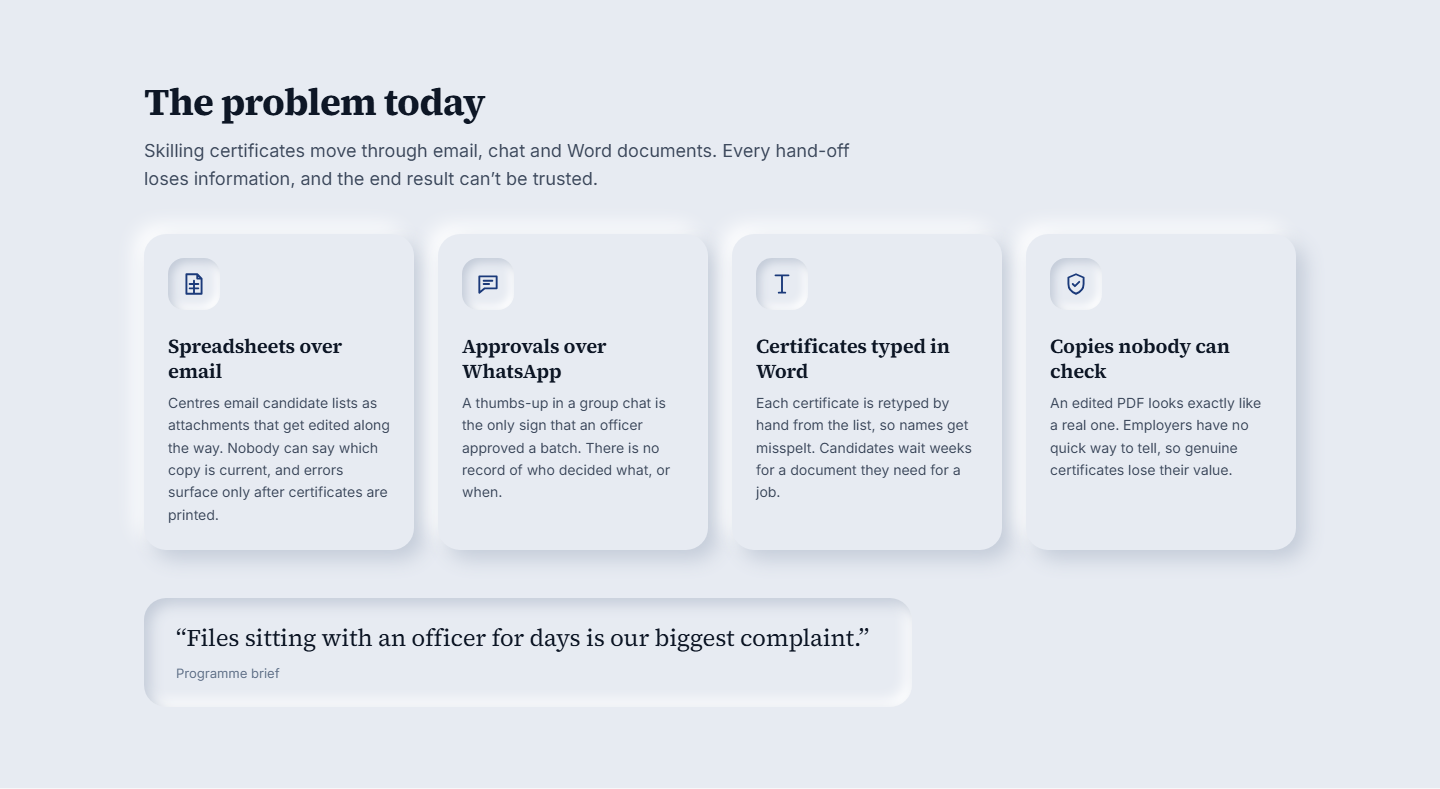 The problem today
Skilling certificates move through email, chat and Word documents. Every hand-off
loses information, and the end result can’t be trusted.
Spreadsheets over
email
Centres email candidate lists as
attachments that get edited along
the way. Nobody can say which
copy is current, and errors
surface only after certificates are
printed.
Approvals over
WhatsApp
A thumbs-up in a group chat is
the only sign that an officer
approved a batch. There is no
record of who decided what, or
when.
Certificates typed in
Word
Each certificate is retyped by
hand from the list, so names get
misspelt. Candidates wait weeks
for a document they need for a
job.
Copies nobody can
check
An edited PDF looks exactly like
a real one. Employers have no
quick way to tell, so genuine
certificates lose their value.
“Files sitting with an officer for days is our biggest complaint.”
Programme brief